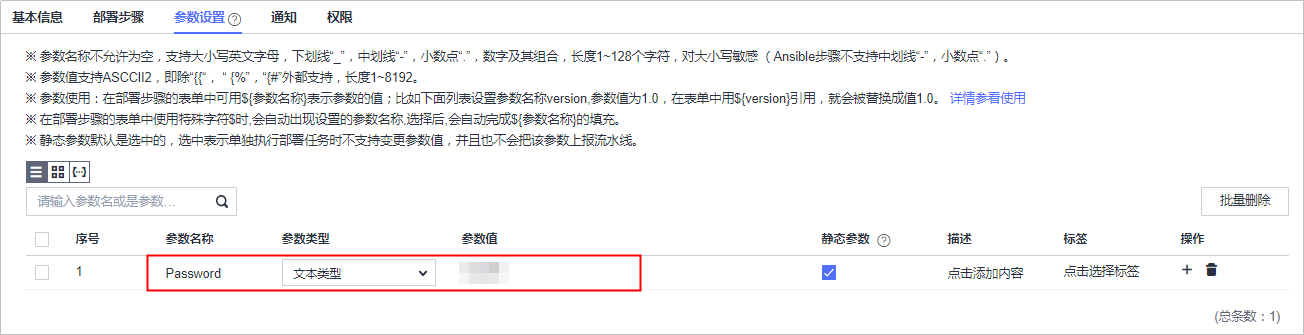 基本信息 部署步骤 参数设置 通知 权限
※ 参数名称不允许为空，支持大小写英文字母，下划线“_”，中划线“-”，小数点“.”，数字及其组合，长度1~128个字符，对大小写敏感（Ansible步骤不支持中划线“-”，小数点“.”）。
※ 参数值支持ASCCII2，即除“{{“，“ {%”，“{#”外都支持，长度1~8192。
※ 参数使用：在部署步骤的表单中可用${参数名称}表示参数的值；比如下面列表设置参数名称version,参数值为1.0，在表单中用${version}引用，就会被替换成值1.0。 详情参看使用
※ 在部署步骤的表单中使用特殊字符$时,会自动出现设置的参数名称,选择后,会自动完成${参数名称}的填充。
※ 静态参数默认是选中的，选中表示单独执行部署任务时不支持变更参数值，并且也不会把该参数上报流水线。
请输入参数名或是参数... 批量删除
序号 参数名称 参数类型 参数值 静态参数 描述 标签 操作
1 Password 文本类型 点击添加内容 点击选择标签
(总条数：1)